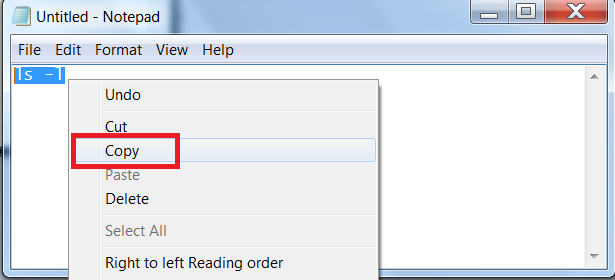 Untitled - Notepad
File Edit Format View Help
ls -l
Undo
Cut
Copy
Paste
Delete
Select All
Right to left Reading order